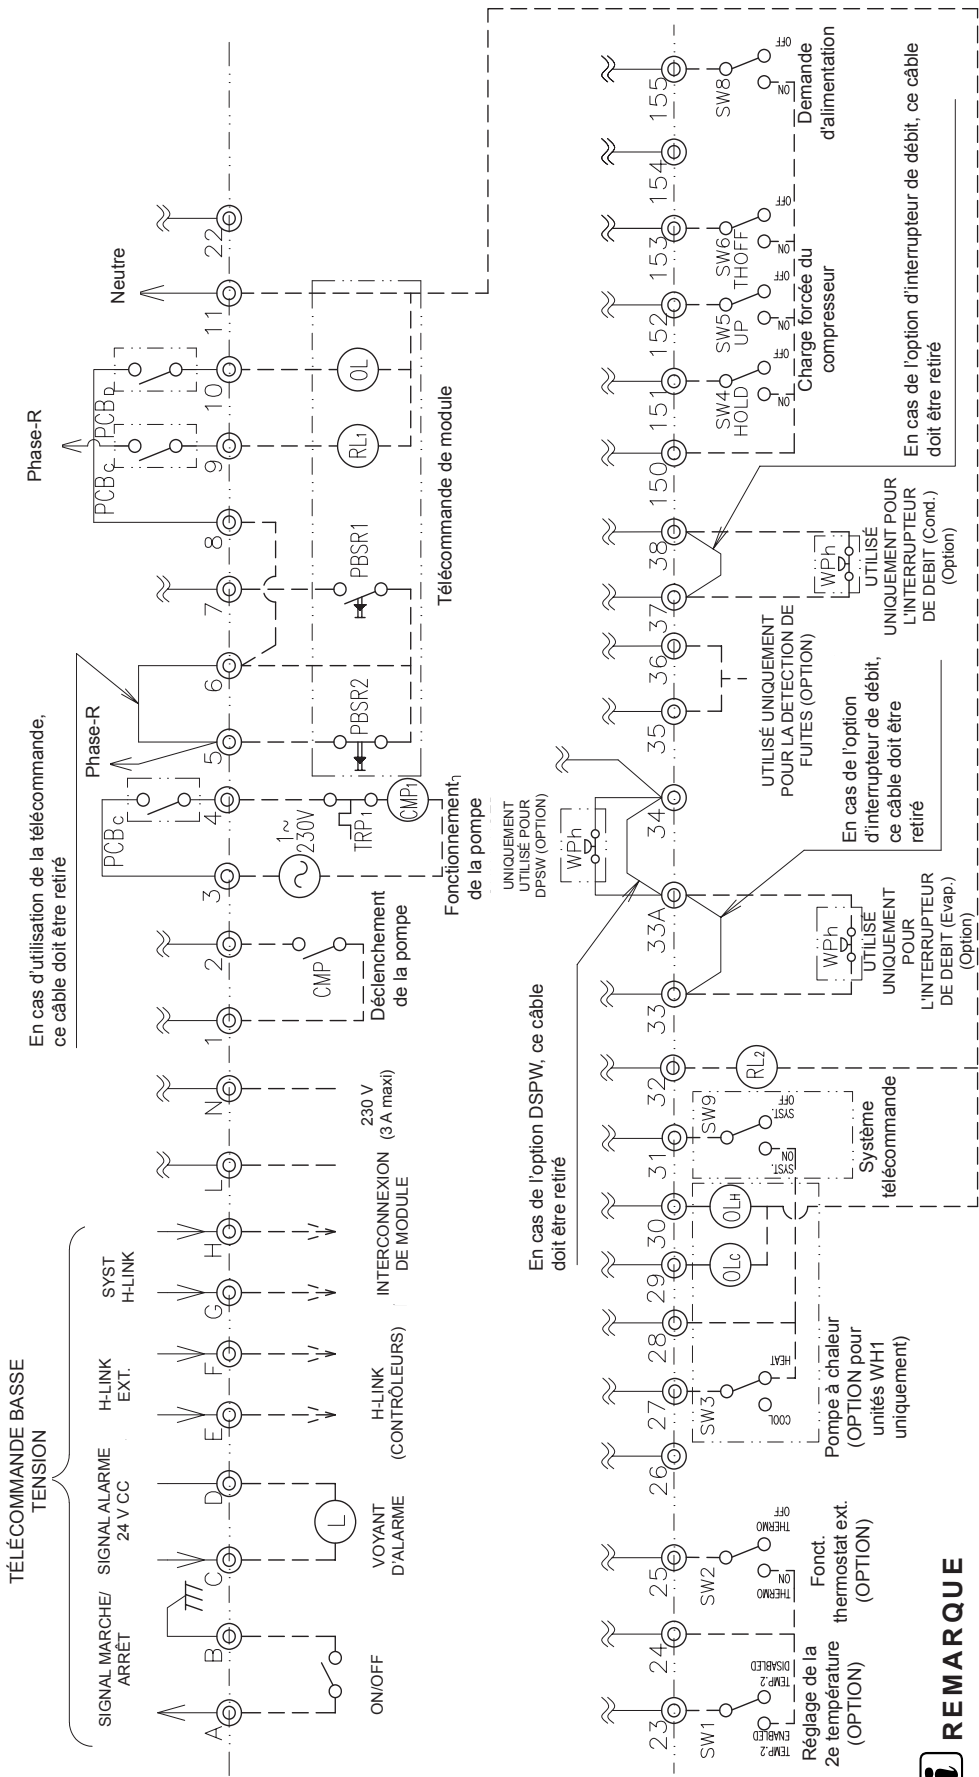 TÉLÉCOMMANDE BASSE
TENSION
SIGNAL MARCHE/
ARRÊT
SIGNAL ALARME
24 V CC
H-LINK
EXT.
SYST
H-LINK
A
B
C
D
E
F
G
H
L
N
1
2
3
4
5
6
7
8
9
10
11
22
ON/OFF
L
VOYANT
D'ALARME
H-LINK
(CONTRÔLEURS)
INTERCONNEXION
DE MODULE
230 V
(3 A maxi)
CMP
Déclenchement
de la pompe
En cas d'utilisation de la télécommande,
ce câble doit être retiré
PCBc
1~
230V
TRP1
CMP1
Fonctionnement
de la pompe
Phase-R
PBSR2
PBSR1
Phase-R
PCBc
PCBD
RL1
OL
Télécommande de module
Neutre
23
24
25
26
27
28
29
30
31
32
33
33A
34
35
36
37
38
150
151
152
153
154
155
SW1
TEMP.2
ENABLED
TEMP.2
DISABLED
Réglage de la
2e température
(OPTION)
SW2
THERMO
ON
THERMO
OFF
Fonct.
thermostat ext.
(OPTION)
SW3
COOL
HEAT
OLC
OLH
Pompe à chaleur
(OPTION pour
unités WH1
uniquement)
SW9
SYST.
ON
SYST.
OFF
Système
télécommande
RL2
En cas de l'option DSPW, ce câble
doit être retiré
UNIQUEMENT
UTILISÉ POUR
DPSW (OPTION)
WPh
WPh
UTILISÉ
UNIQUEMENT
POUR
L'INTERRUPTEUR
DE DEBIT (Evap.)
(Option)
En cas de l'option
d'interrupteur de débit,
ce câble doit être
retiré
UTILISÉ UNIQUEMENT
POUR LA DETECTION DE
FUITES (OPTION)
WPh
UTILISÉ
UNIQUEMENT POUR
L'INTERRUPTEUR
DE DEBIT (Cond.)
(Option)
En cas de l'option d'interrupteur de débit, ce câble
doit être retiré
SW4
HOLD
ON
OFF
SW5
UP
ON
OFF
SW6
THOFF
ON
OFF
Charge forcée du
compresseur
SW8
ON
OFF
Demande
d'alimentation
i REMARQUE